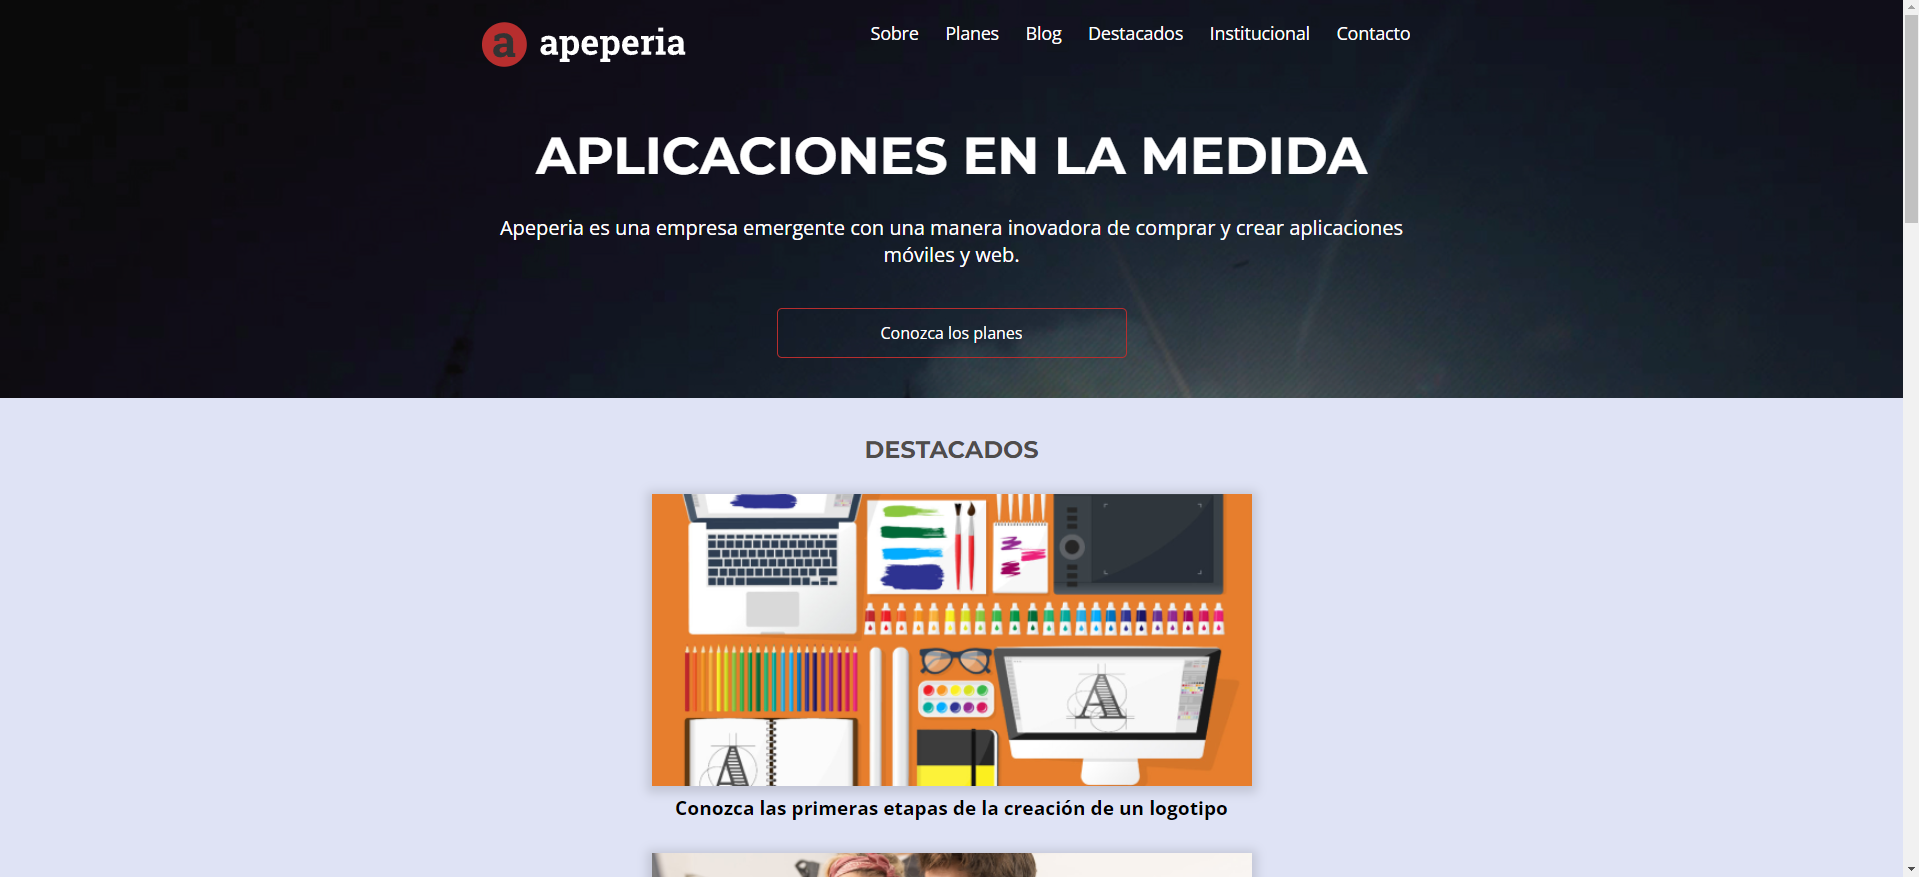 a apeperia
Sobre Planes Blog Destacados Institucional Contacto
APLICACIONES EN LA MEDIDA
Apeperia es una empresa emergente con una manera inovadora de comprar y crear aplicaciones
móviles y web.
Conozca los planes
DESTACADOS
A
A
Conozca las primeras etapas de la creación de un logotipo